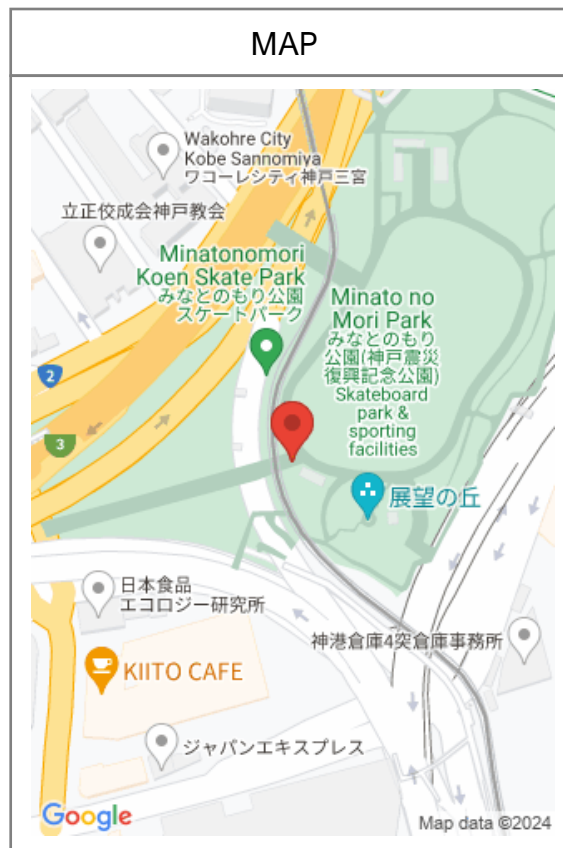 MAP
Wakohre City
Kobe Sannomiya
ワコーレシティ神戸三宮
立正佼成会神戸教会
Minatonomori
Koen Skate Park
みなとのもり公園
スケートパーク
Minato no
Mori Park
みなとのもり
公園(神戸震災
復興記念公園)
Skateboard
park &
sporting
facilities
2
3
展望の丘
日本食品
エコロジー研究所
神港倉庫4突倉庫事務所
KIITO CAFE
ジャパンエキスプレス
Google
Map data ©2024